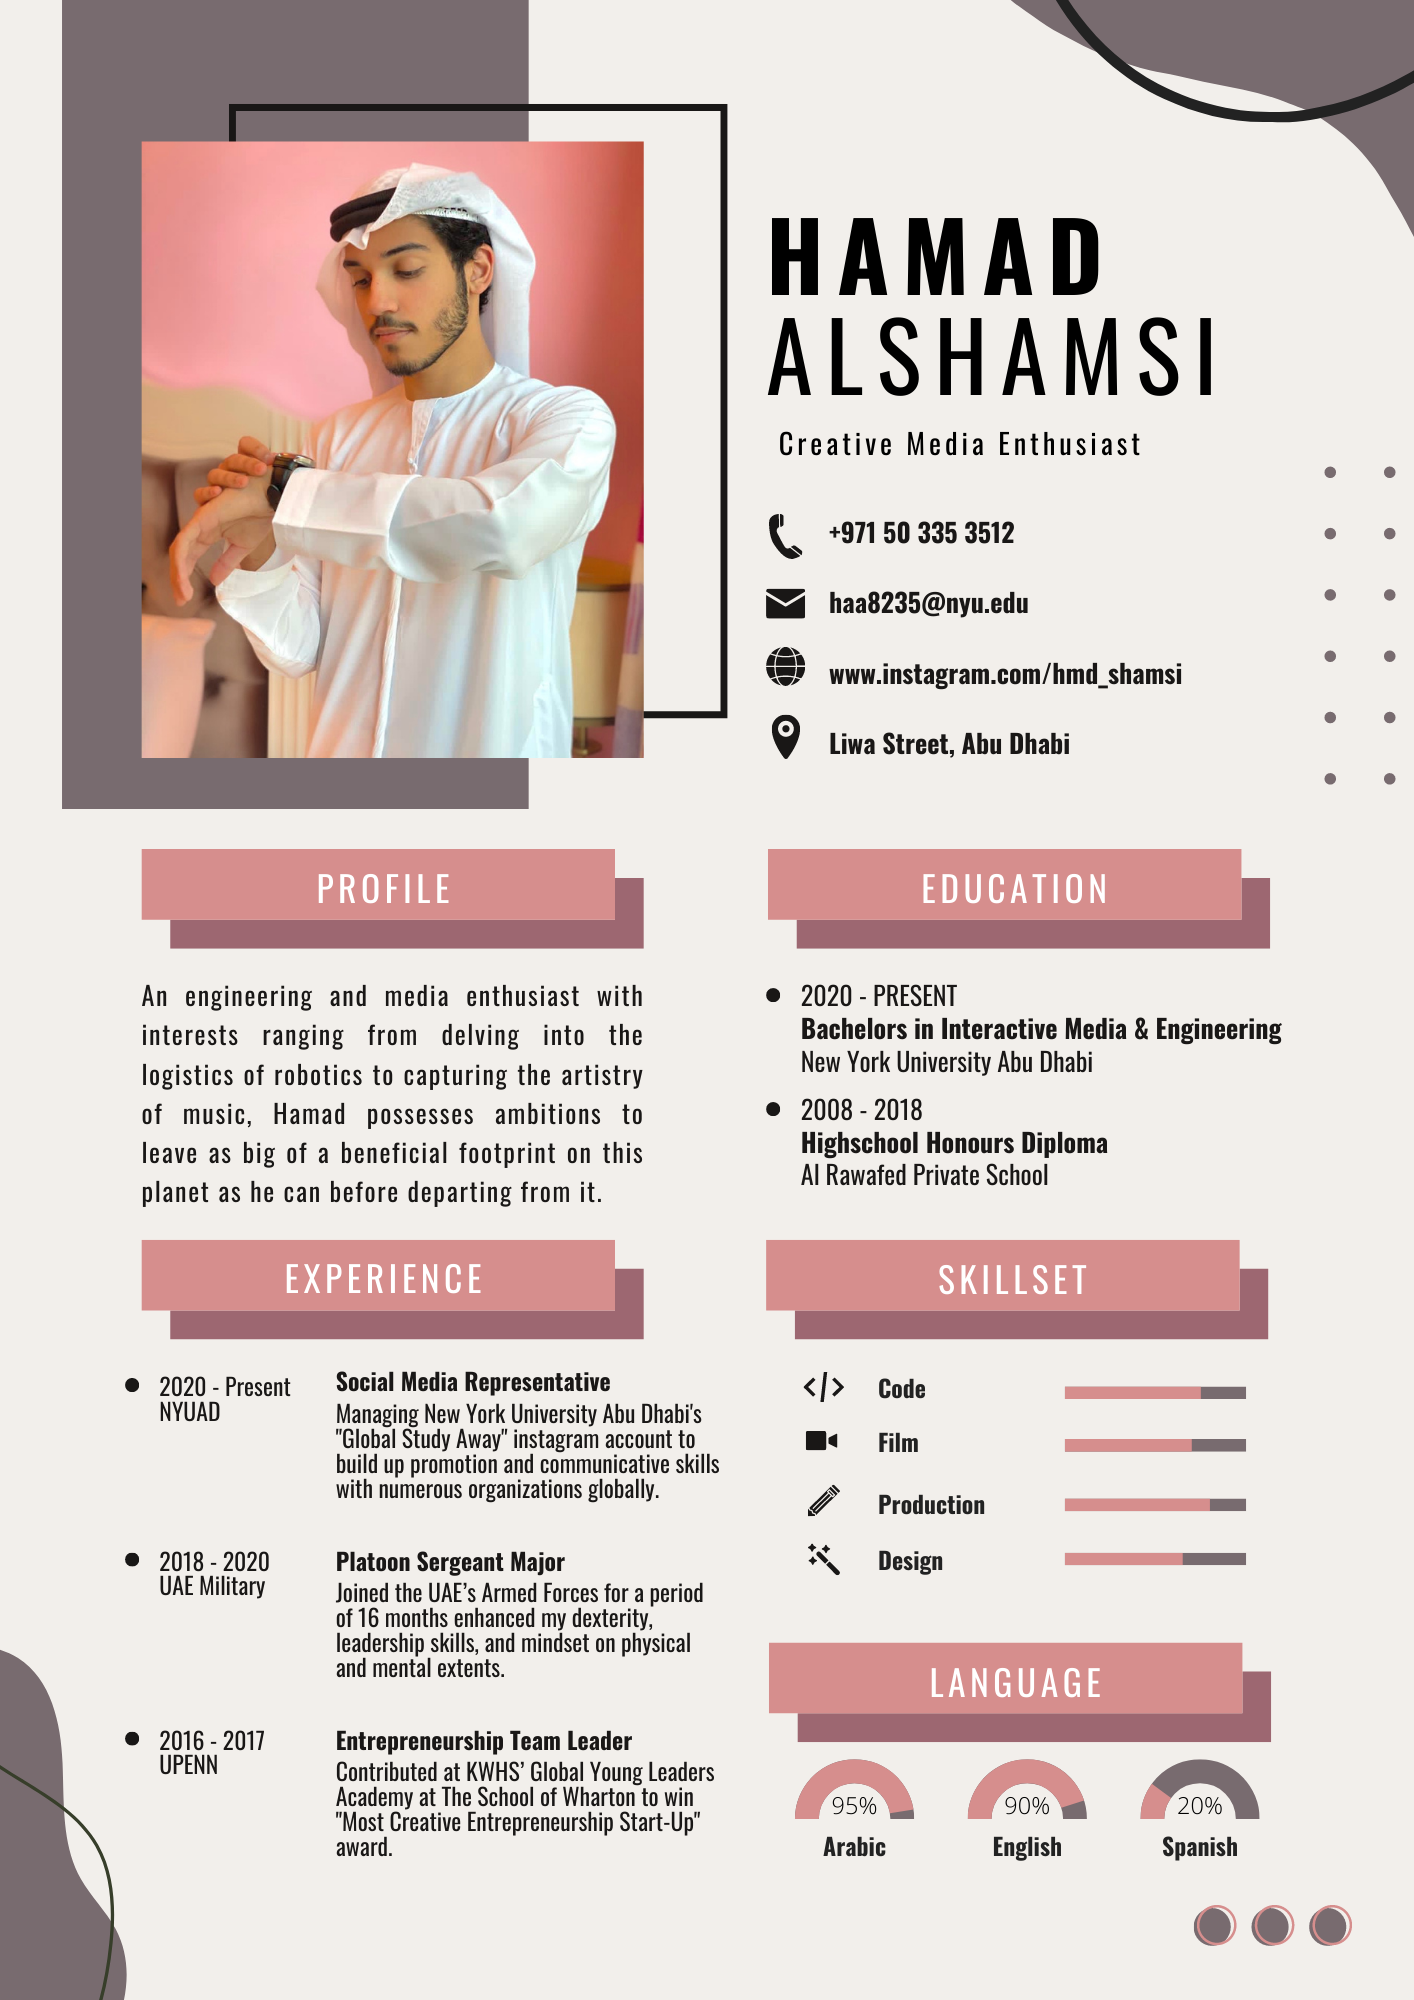 HAMAD
ALSHAMSI
Creative Media Enthusiast
+971 50 335 3512
haa8235@nyu.edu
www.instagram.com/hmd_shamsi
Liwa Street, Abu Dhabi
PROFILE
An engineering and media enthusiast with
interests ranging from delving into the
logistics of robotics to capturing the artistry
of music, Hamad possesses ambitions to
leave as big of a beneficial footprint on this
planet as he can before departing from it.
EDUCATION
2020 - PRESENT
Bachelors in Interactive Media & Engineering
New York University Abu Dhabi
2008 - 2018
Highschool Honours Diploma
Al Rawafed Private School
EXPERIENCE
2020 - Present
NYUAD
Social Media Representative
Managing New York University Abu Dhabi's
"Global Study Away" instagram account to
build up promotion and communicative skills
with numerous organizations globally.
2018 - 2020
UAE Military
Platoon Sergeant Major
Joined the UAE’s Armed Forces for a period
of 16 months enhanced my dexterity,
leadership skills, and mindset on physical
and mental extents.
2016 - 2017
UPENN
Entrepreneurship Team Leader
Contributed at KWHS’ Global Young Leaders
Academy at The School of Wharton to win
"Most Creative Entrepreneurship Start-Up"
award.
SKILLSET
Code
Film
Production
Design
LANGUAGE
95%
Arabic
90%
English
20%
Spanish